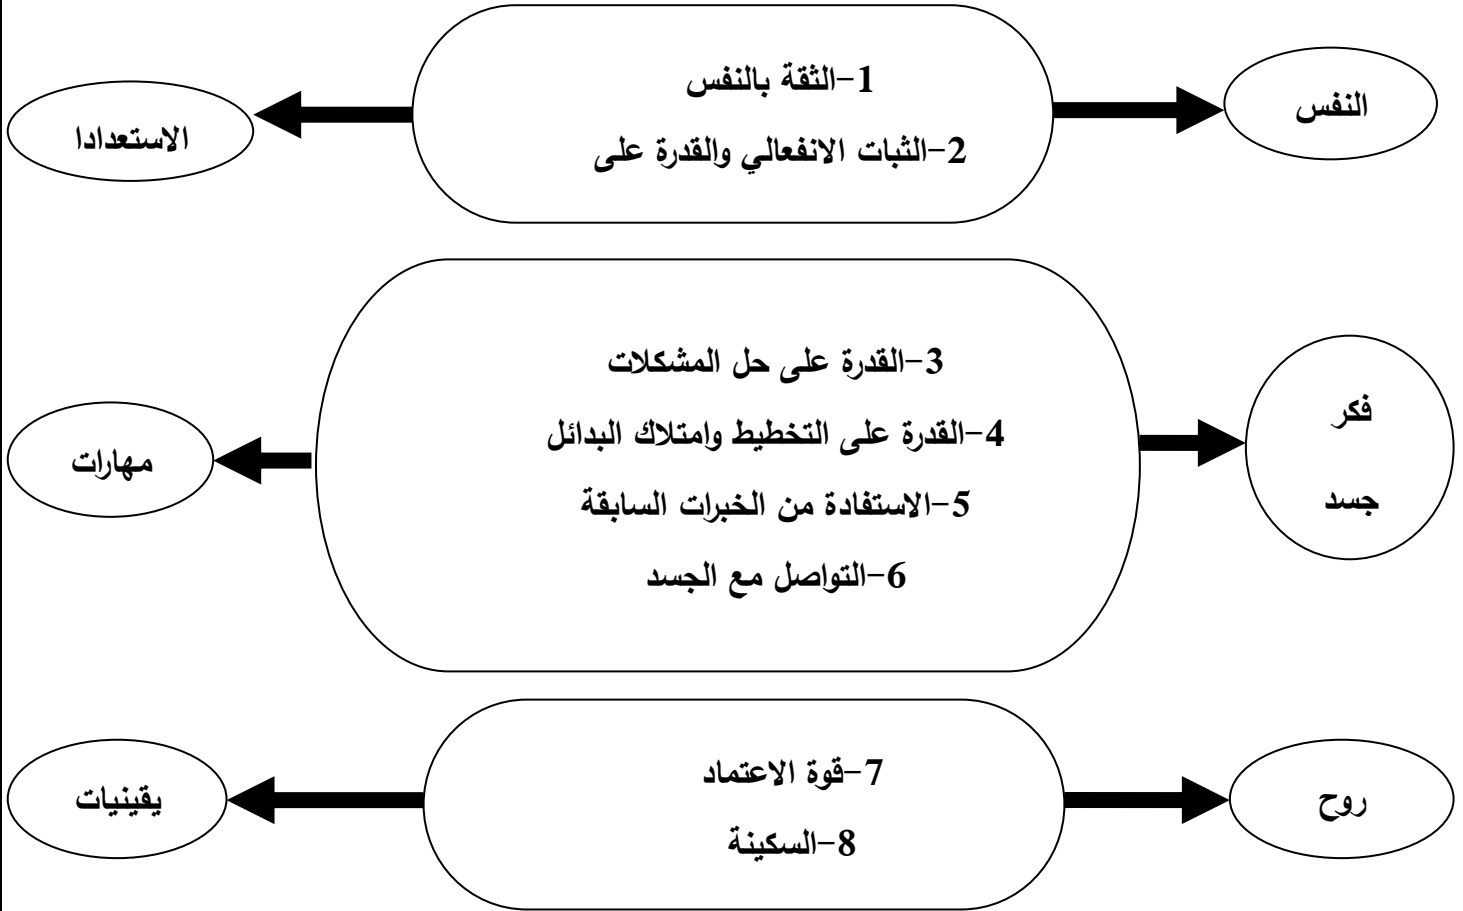 النفس
1-الثقة بالنفس
2-الثبات الانفعالي والقدرة على
الاستعدادا
فكر
جسد
3-القدرة على حل المشكلات
4-القدرة على التخطيط وامتلاك البدائل
5-الاستفادة من الخبرات السابقة
6-التواصل مع الجسد
مهارات
روح
7-قوة الاعتماد
8-السكينة
يقينيات